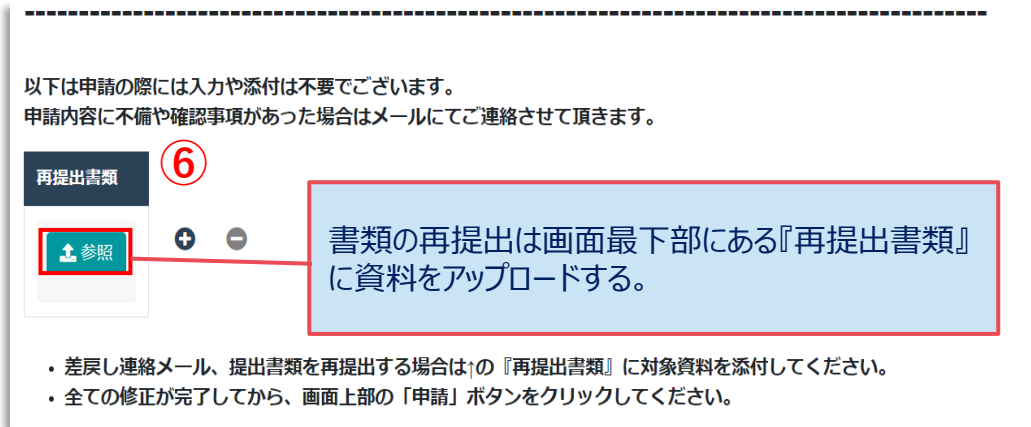 以下は申請の際には入力や添付は不要でございます。
申請内容に不備や確認事項があった場合はメールにてご連絡させて頂きます。
再提出書類
⑥
参照
書類の再提出は画面最下部にある『再提出書類』
に資料をアップロードする。
・差戻し連絡メール、提出書類を再提出する場合は↑の『再提出書類』に対象資料を添付してください。
・全ての修正が完了してから、画面上部の「申請」ボタンをクリックしてください。